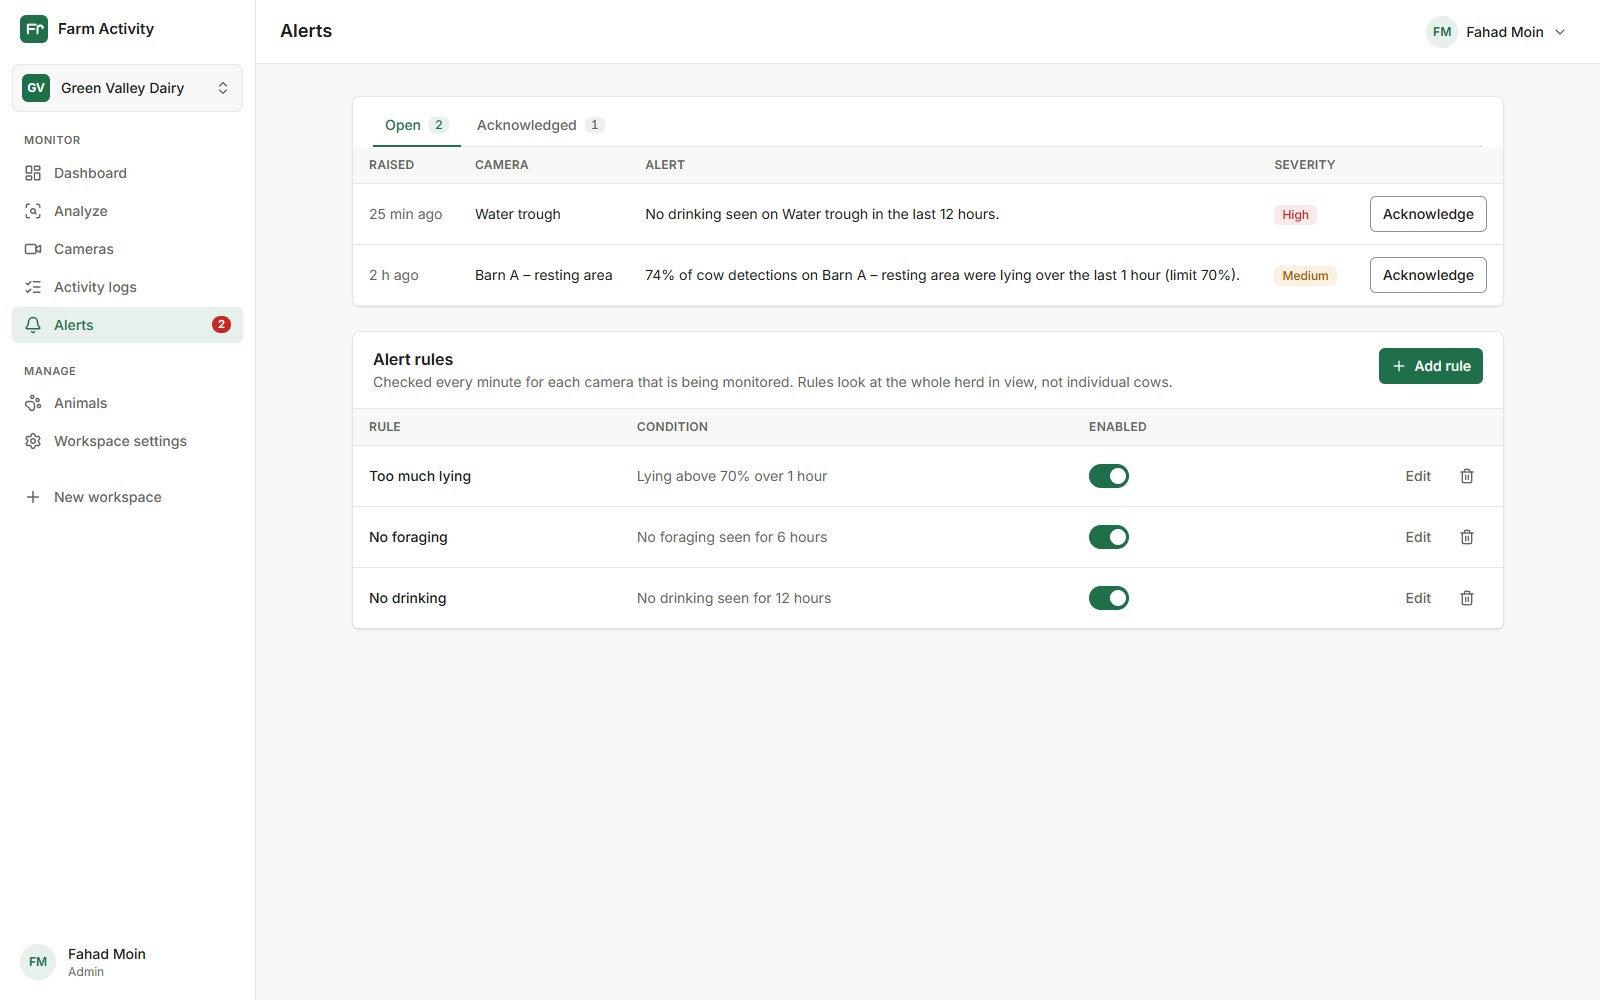 Farm Activity
Alerts
FM Fahad Moin
GV Green Valley Dairy
MONITOR
Dashboard
Analyze
Cameras
Activity logs
Alerts 2
MANAGE
Animals
Workspace settings
New workspace
FM Fahad Moin
Admin
Open 2 Acknowledged 1
RAISED CAMERA ALERT SEVERITY
25 min ago Water trough No drinking seen on Water trough in the last 12 hours. High Acknowledge
2 h ago Barn A – resting area 74% of cow detections on Barn A – resting area were lying over the last 1 hour (limit 70%). Medium Acknowledge
Alert rules
Checked every minute for each camera that is being monitored. Rules look at the whole herd in view, not individual cows.
Add rule
RULE CONDITION ENABLED
Too much lying Lying above 70% over 1 hour Edit
No foraging No foraging seen for 6 hours Edit
No drinking No drinking seen for 12 hours Edit